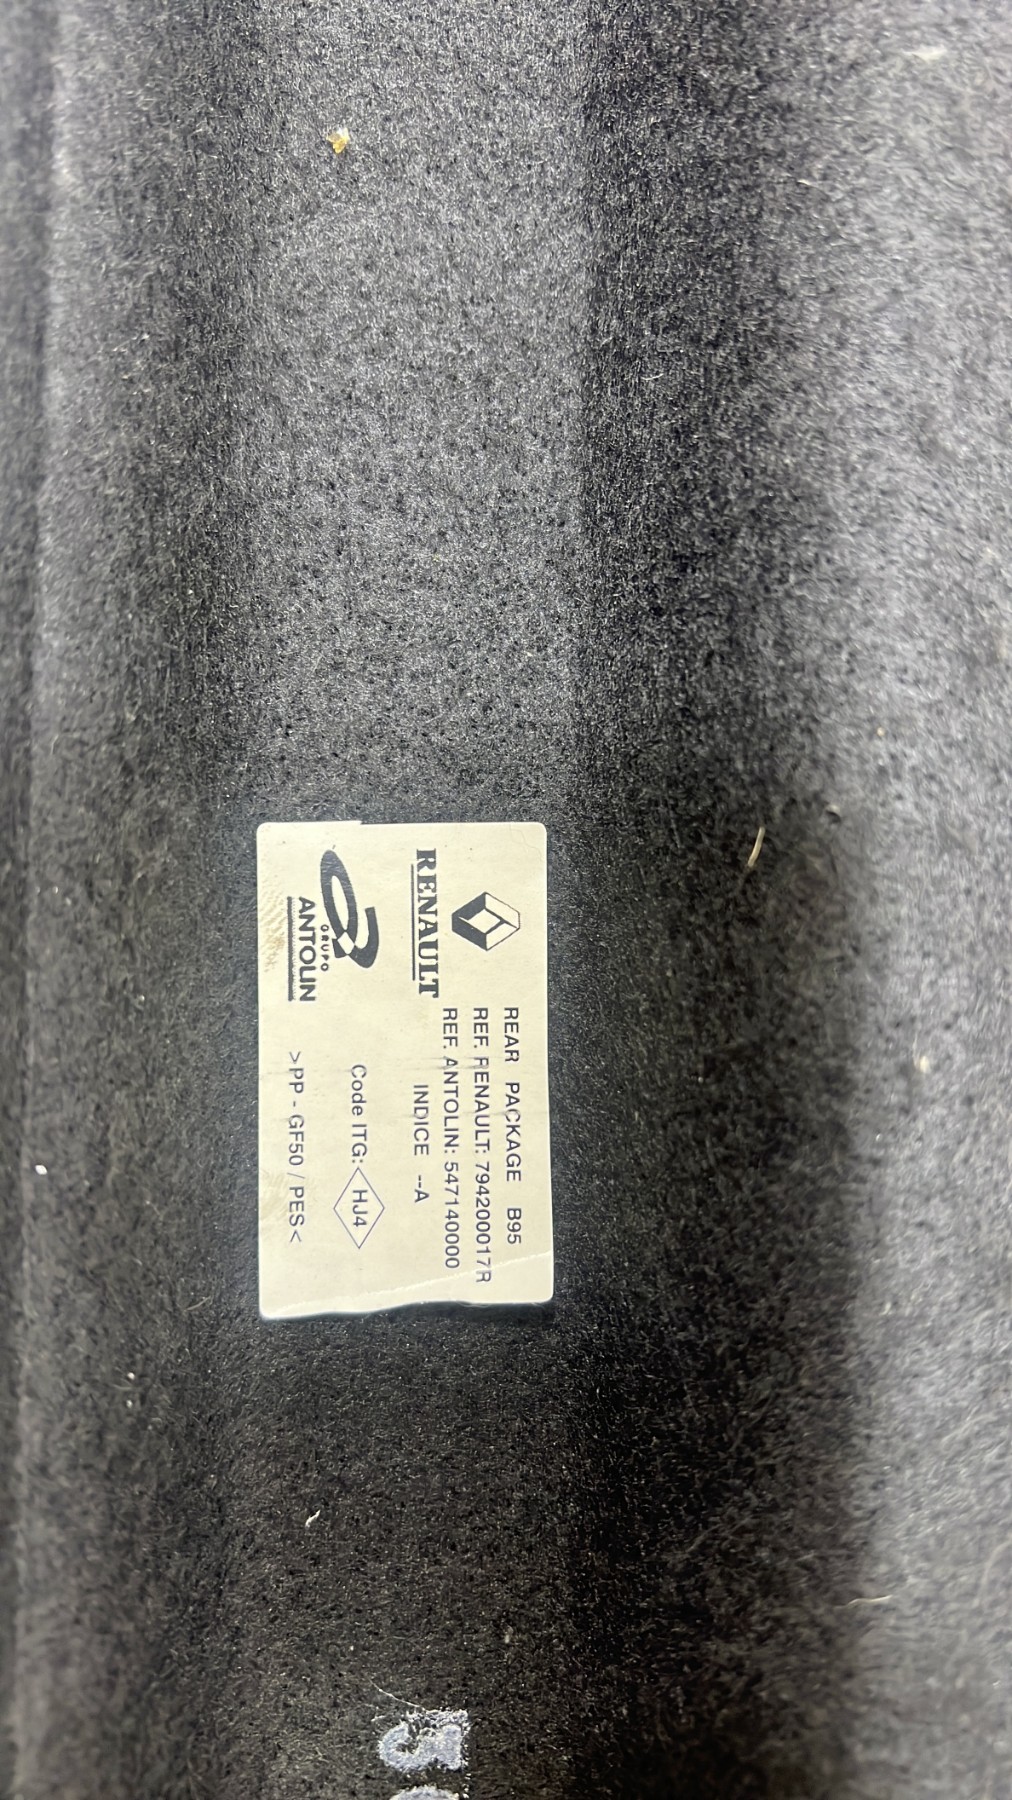 RENAULT
GRUPO
ANTOLIN
REAR PACKAGE B95
REF. RENAULT: 794200017R
REF. ANTOLIN: 547140000
INDICE --A
Code ITG: HJ4
>PP - GF50 / PES<